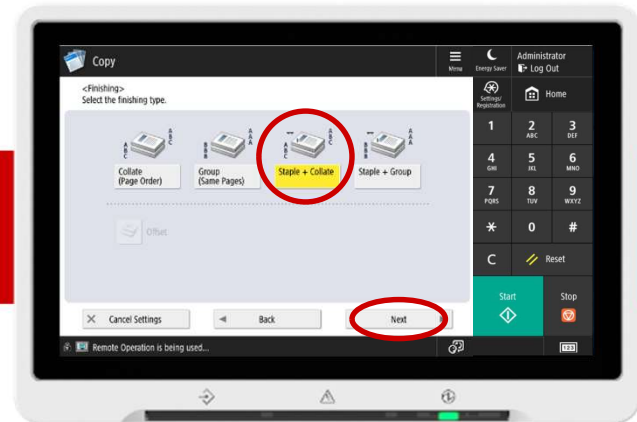 Copy
Menu
Energy Saver
Administrator
Log Out
<Finishing>
Select the finishing type.
Settings/
Registration
Home
A B C
A B C
B B B
A A A
A B C
A B C
B B B
A A A
Collate
(Page Order)
Group
(Same Pages)
Staple + Collate
Staple + Group
Offset
1
2
ABC
3
DEF
4
GHI
5
JKL
6
MNO
7
PQRS
8
TUV
9
WXYZ
*
0
#
C
Reset
Start
Stop
Cancel Settings
Back
Next
Remote Operation is being used...
123